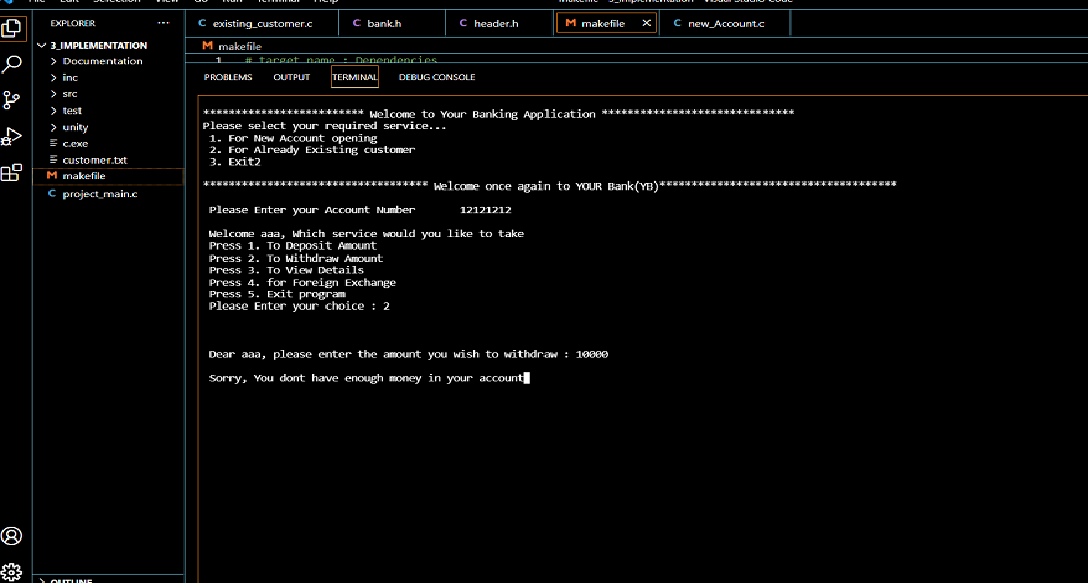 EXPLORER ...
existing_customer.c
bank.h
header.h
makefile
new_Account.c
3_IMPLEMENTATION
Documentation
inc
src
test
unity
c.exe
customer.txt
makefile
project_main.c
makefile
1 # target name : Dependencies
PROBLEMS OUTPUT TERMINAL DEBUG CONSOLE
************************* Welcome to Your Banking Application ******************************
Please select your required service...
1. For New Account opening
2. For Already Existing customer
3. Exit2
*********************************** Welcome once again to YOUR Bank(YB)*************************************
Please Enter your Account Number 12121212
Welcome aaa, Which service would you like to take
Press 1. To Deposit Amount
Press 2. To Withdraw Amount
Press 3. To View Details
Press 4. for Foreign Exchange
Press 5. Exit program
Please Enter your choice : 2
Dear aaa, please enter the amount you wish to withdraw : 10000
Sorry, You dont have enough money in your account
OUTLINE